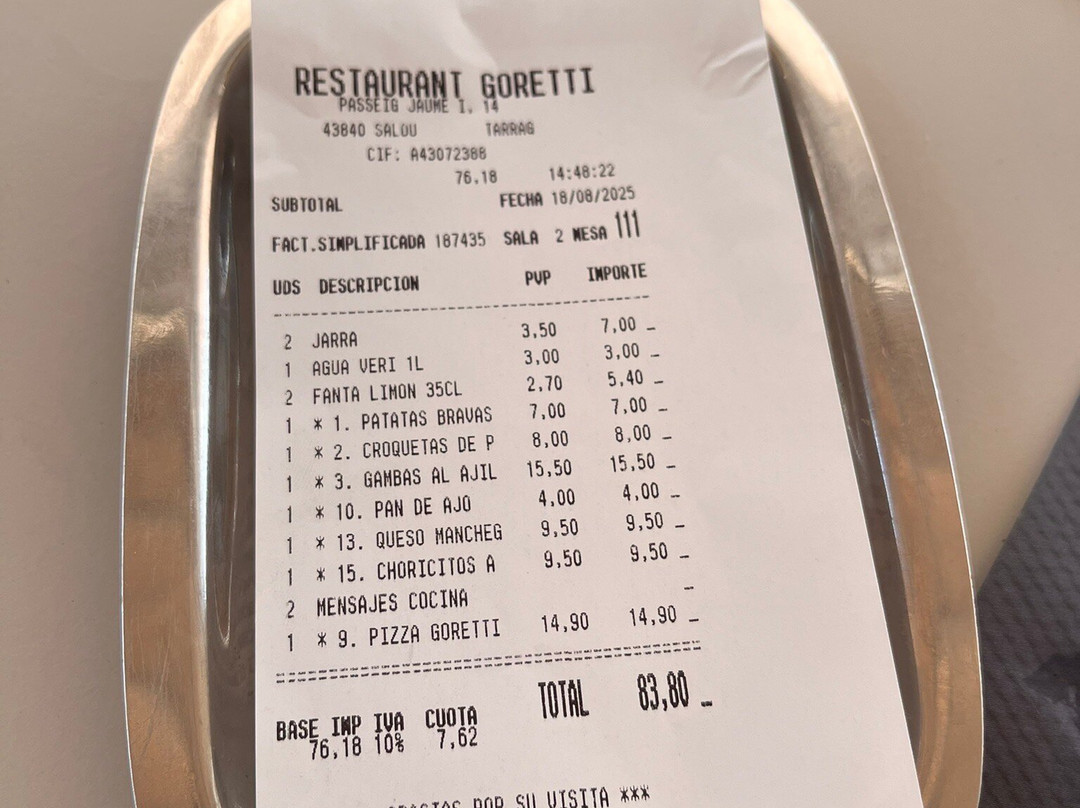 RESTAURANT GORETTI
PASSEIG JAUME I, 14
43840 SALOU TARRAG
CIF: A43072388
76.18 14:48:22
SUBTOTAL FECHA 18/08/2025
FACT.SIMPLIFICADA 187435 SALA 2 MESA 111
UDS DESCRIPCION PVP IMPORTE
2 JARRA 3,50 7,00 _
1 AGUA VERI 1L 3,00 3,00 _
2 FANTA LIMON 35CL 2,70 5,40 _
1 * 1. PATATAS BRAVAS 7,00 7,00 _
1 * 2. CROQUETAS DE P 8,00 8,00 _
1 * 3. GAMBAS AL AJIL 15,50 15,50 _
1 * 10. PAN DE AJO 4,00 4,00 _
1 * 13. QUESO MANCHEG 9,50 9,50 _
1 * 15. CHORICITOS A 9,50 9,50 _
2 MENSAJES COCINA _
1 * 9. PIZZA GORETTI 14,90 14,90 _
TOTAL 83,80 _
BASE IMP IVA CUOTA
76,18 10% 7,62
POR SU VISITA ***